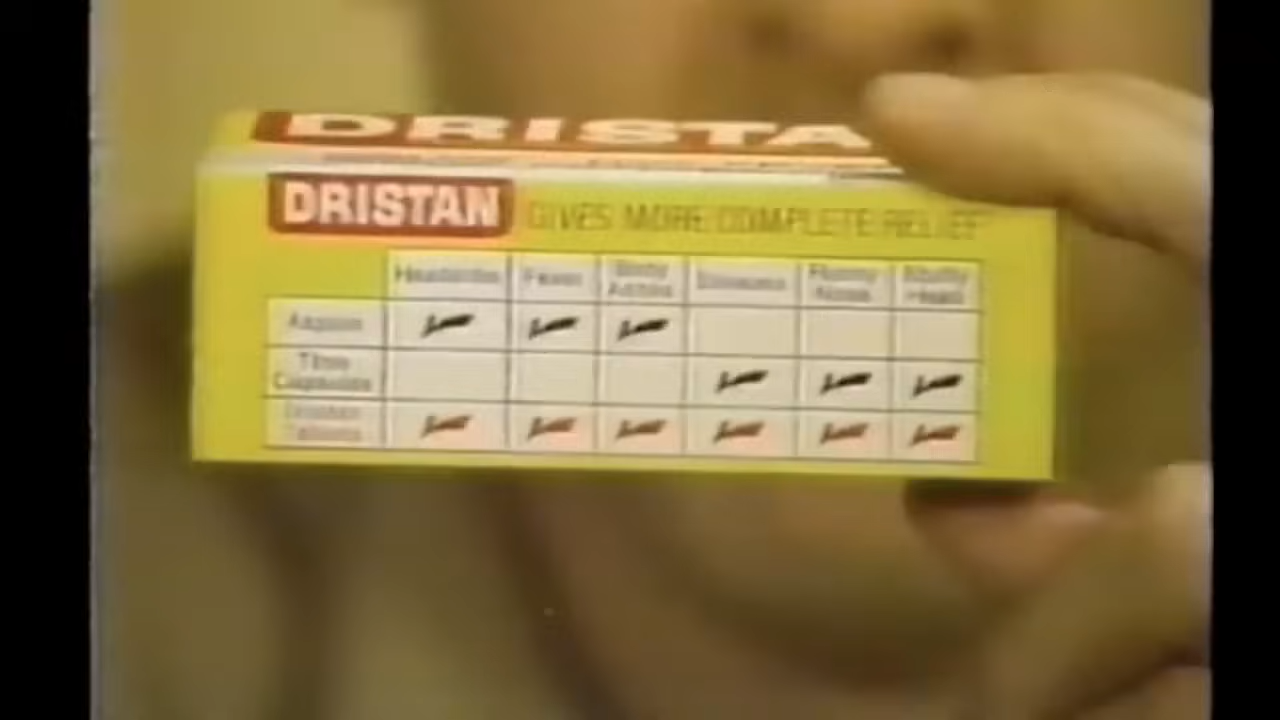 DRISTA
DRISTAN GIVES MORE COMPLETE RELIEF
Headache Fever Body Aches Sneezes Runny Nose Stuffy Head
Aspirin
Time Capsules
Dristan Tablets